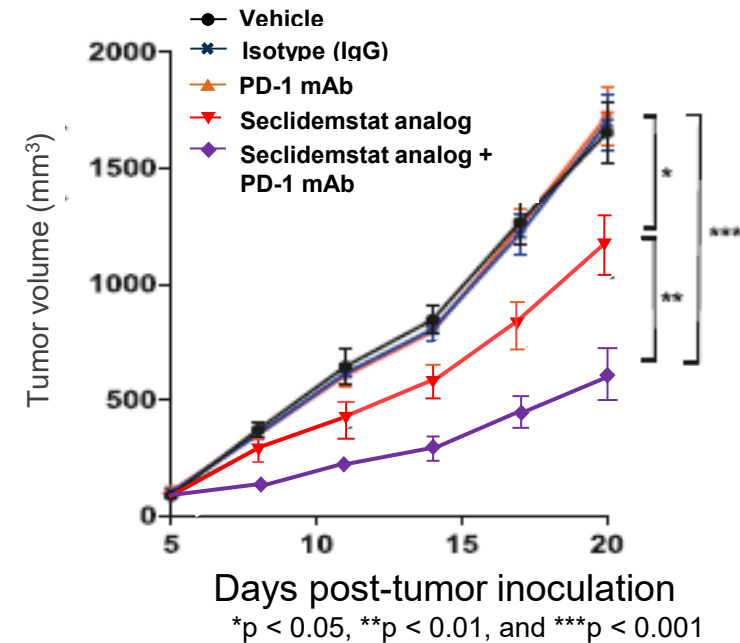 Vehicle
Isotype (IgG)
PD-1 mAb
Seclidemstat analog
Seclidemstat analog +
PD-1 mAb
Tumor volume (mm³)
2000
1500
1000
500
0
5 10 15 20
*
**
***
Days post-tumor inoculation
*p < 0.05, **p < 0.01, and ***p < 0.001